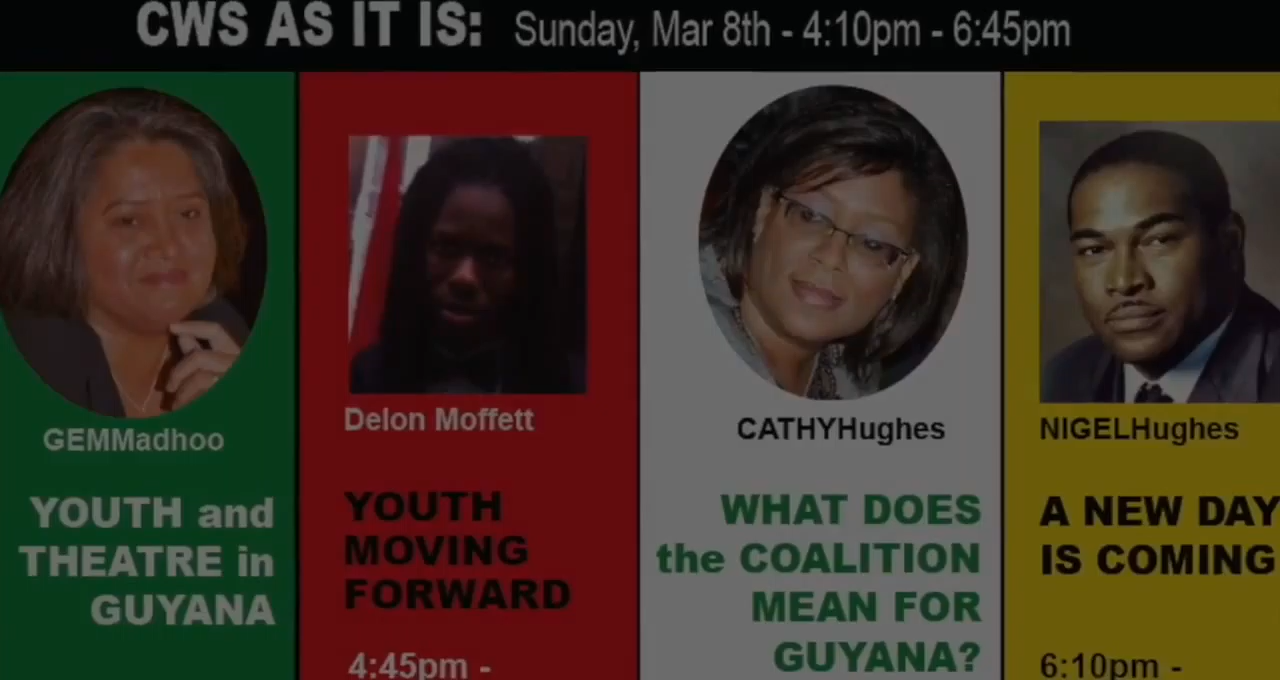 CWS AS IT IS: Sunday, Mar 8th - 4:10pm - 6:45pm
GEMMadhoo
YOUTH and
THEATRE in
GUYANA
Delon Moffett
YOUTH
MOVING
FORWARD
4:45pm -
CATHYHughes
WHAT DOES
the COALITION
MEAN FOR
GUYANA?
NIGELHughes
A NEW DAY
IS COMING
6:10pm -